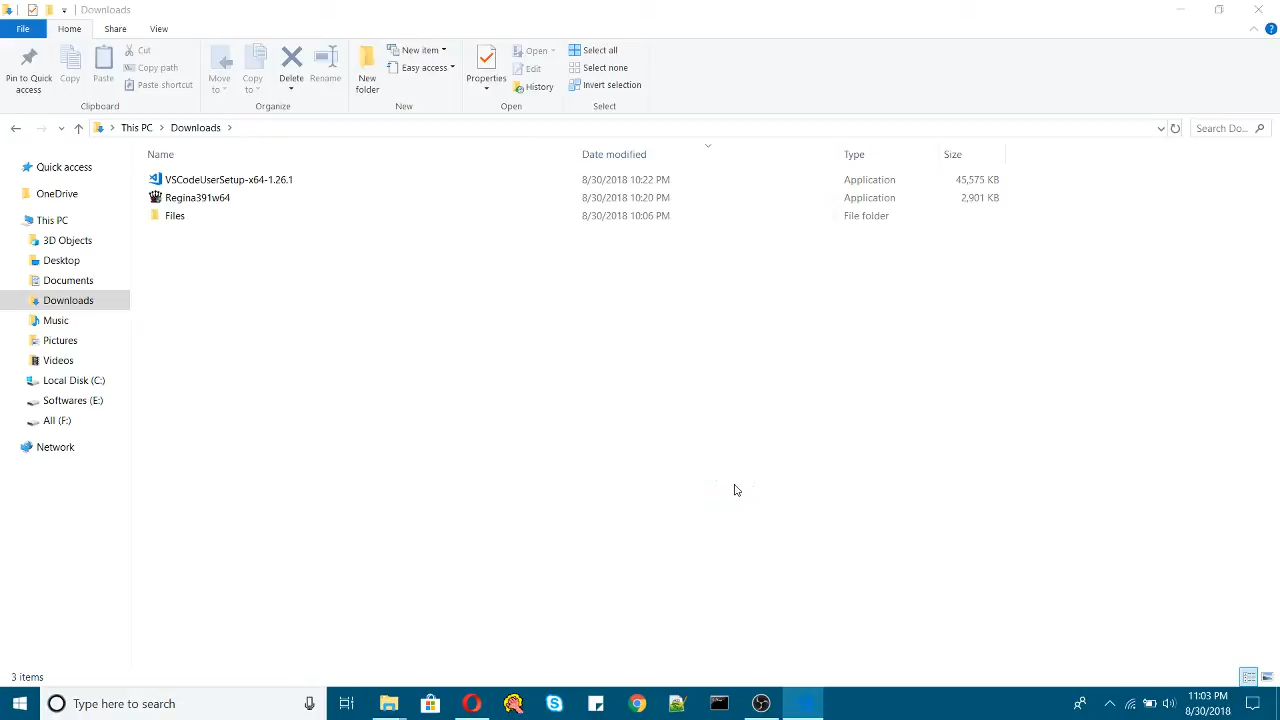 Downloads
File Home Share View
Pin to Quick access
Copy
Paste
Cut
Copy path
Paste shortcut
Clipboard
Move to
Copy to
Delete
Rename
Organize
New folder
New item
Easy access
New
Properties
Open
Edit
History
Open
Select all
Select none
Invert selection
Select
This PC Downloads
Search Do...
Name Date modified Type Size
VSCodeUserSetup-x64-1.26.1 8/30/2018 10:22 PM Application 45,575 KB
Regina391w64 8/30/2018 10:20 PM Application 2,901 KB
Files 8/30/2018 10:06 PM File folder
Quick access
OneDrive
This PC
3D Objects
Desktop
Documents
Downloads
Music
Pictures
Videos
Local Disk (C:)
Softwares (E:)
All (F:)
Network
3 items
Type here to search
11:03 PM
8/30/2018